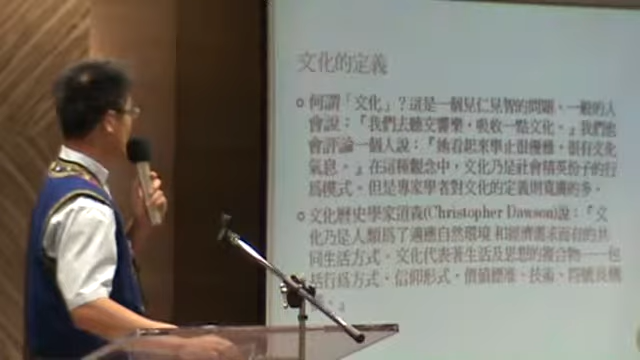 文化的定義
何謂「文化」?這是一個見仁見智的問題。一般的人
會說:『我們去聽交響樂,吸收一點文化。』我們也
會評論一個人說:『她看起來舉止很優雅,很有文化
氣息。』在這種觀念中,文化乃是社會精英份子的行
為模式。但是專家學者對文化的定義則寬廣的多。
文化歷史學家道森(Christopher Dawson)說:『文
化乃是人類為了適應自然環境和經濟需求而有的共
同生活方式。文化代表著生活及思想的複合物──包
括行為方式、信仰形式、價值標準、技術、